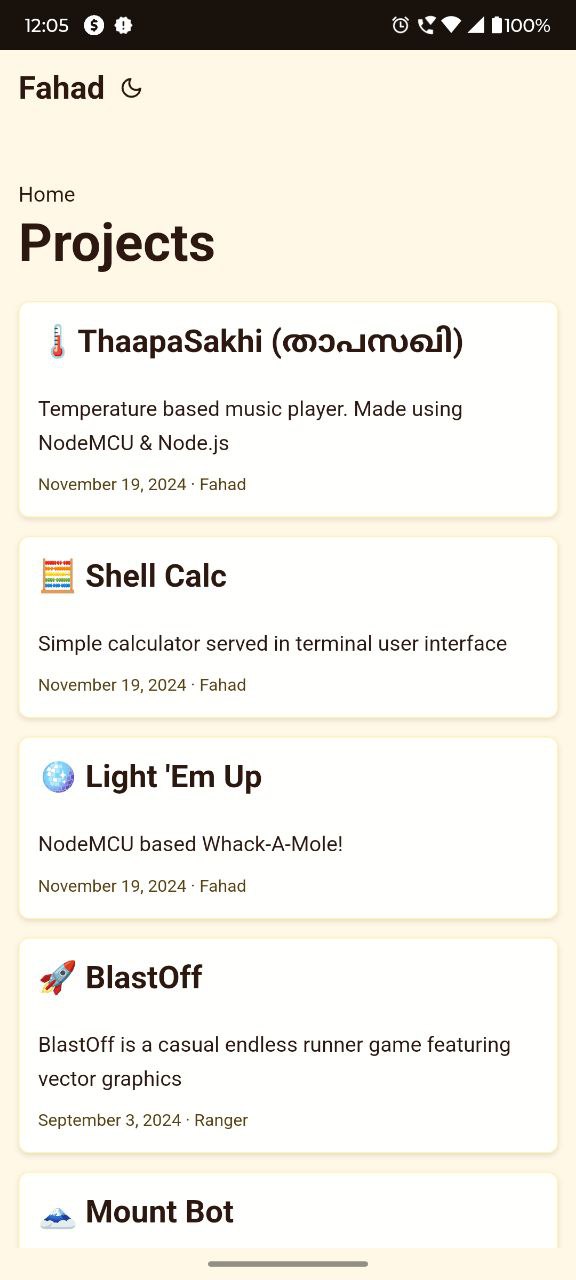 12:05 100%
Fahad
Home
Projects
🌡️ ThaapaSakhi (താപസഖി)
Temperature based music player. Made using
NodeMCU & Node.js
November 19, 2024 · Fahad
🧮 Shell Calc
Simple calculator served in terminal user interface
November 19, 2024 · Fahad
🪩 Light 'Em Up
NodeMCU based Whack-A-Mole!
November 19, 2024 · Fahad
🚀 BlastOff
BlastOff is a casual endless runner game featuring
vector graphics
September 3, 2024 · Ranger
🗻 Mount Bot